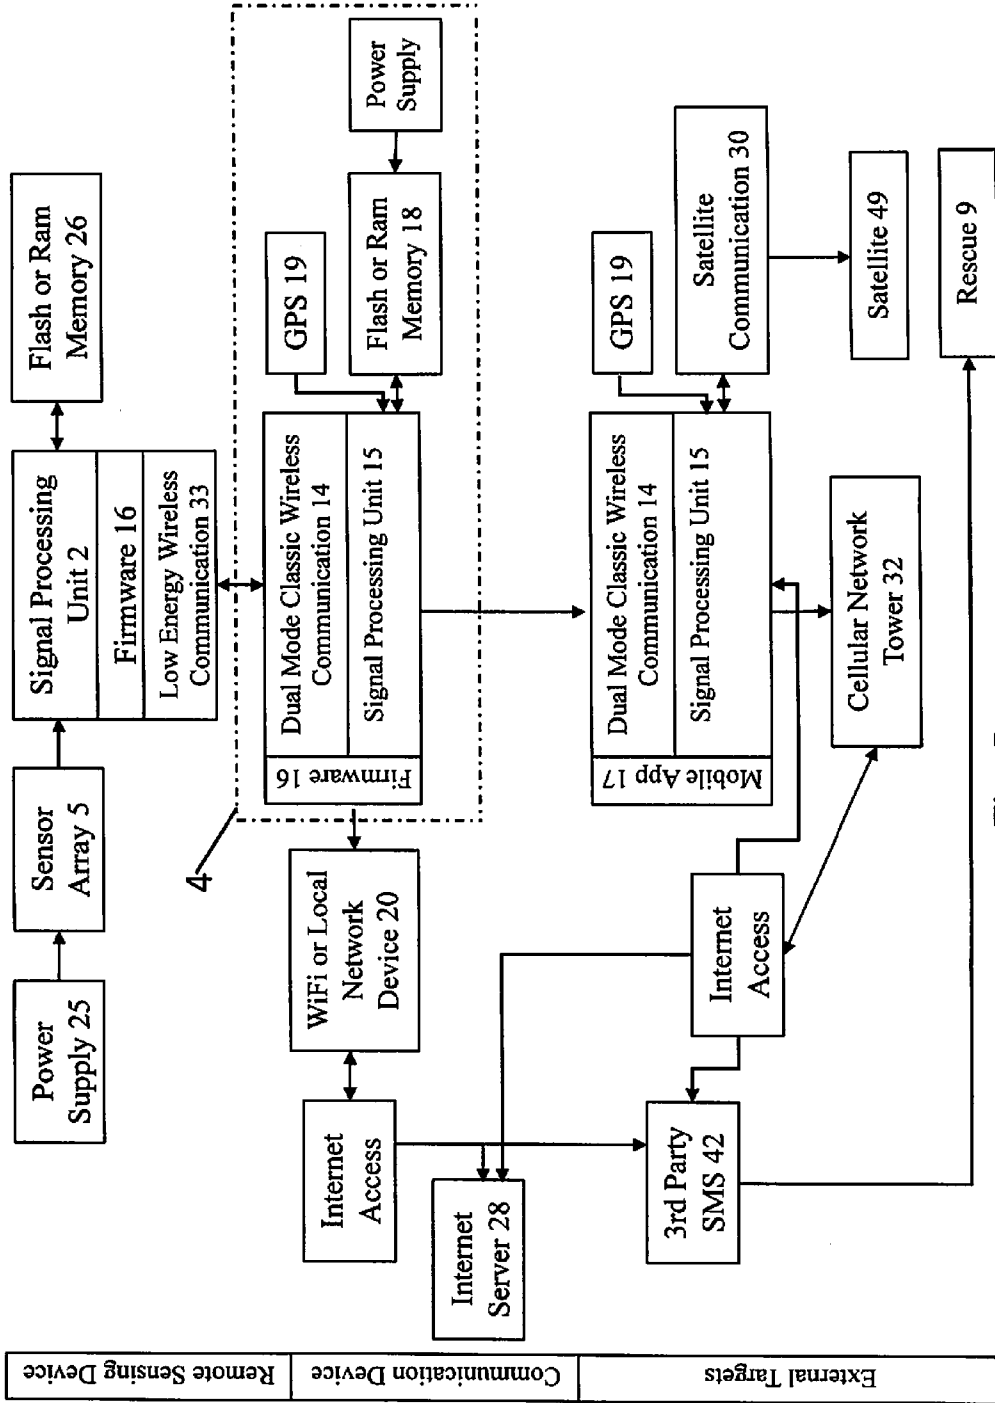 Remote Sensing Device
Power
Supply 25
Sensor
Array 5
Signal Processing
Unit 2
Firmware 16
Low Energy Wireless
Communication 33
Flash or Ram
Memory 26
4
Communication Device
Internet
Access
WiFi or Local
Network
Device 20
Firmware 16
Dual Mode Classic Wireless
Communication 14
Signal Processing Unit 15
GPS 19
Flash or Ram
Memory 18
Power
Supply
Internet
Server 28
External Targets
3rd Party
SMS 42
Internet
Access
Mobile App 17
Dual Mode Classic Wireless
Communication 14
Signal Processing Unit 15
GPS 19
Satellite
Communication 30
Cellular Network
Tower 32
Satellite 49
Rescue 9